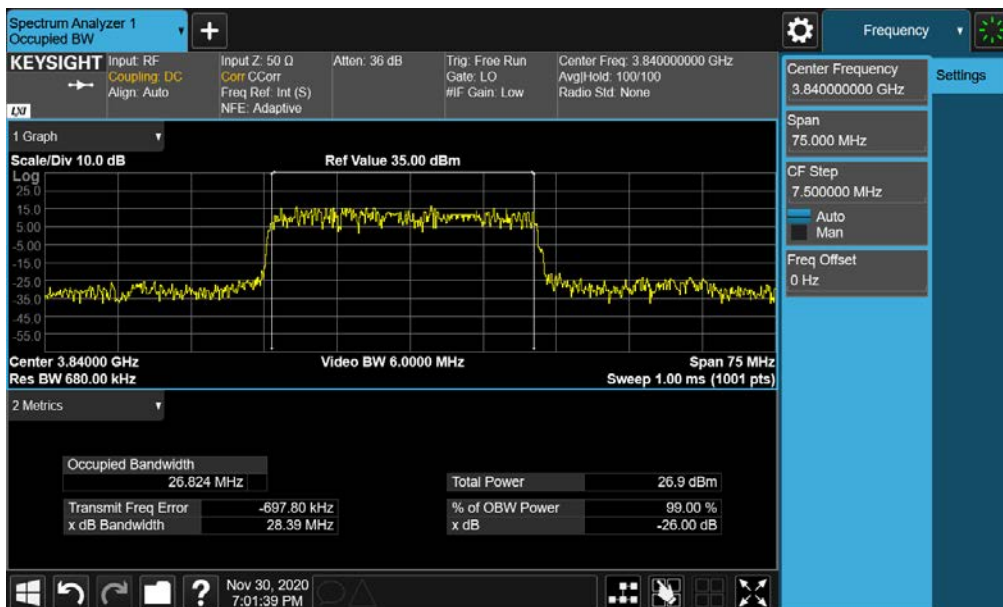 Spectrum Analyzer 1
Occupied BW
+
Frequency
KEYSIGHT
Input: RF
Coupling: DC
Align: Auto
Input Z: 50 Ω
Corr CCorr
Freq Ref: Int (S)
NFE: Adaptive
Atten: 36 dB
Trig: Free Run
Gate: LO
#IF Gain: Low
Center Freq: 3.840000000 GHz
Avg|Hold: 100/100
Radio Std: None
LXI
Center Frequency
3.840000000 GHz
Settings
Span
75.000 MHz
CF Step
7.500000 MHz
Auto
Man
Freq Offset
0 Hz
1 Graph
Scale/Div 10.0 dB
Ref Value 35.00 dBm
Log
25.0
15.0
5.00
-5.00
-15.0
-25.0
-35.0
-45.0
-55.0
Center 3.84000 GHz
Video BW 6.0000 MHz
Span 75 MHz
Res BW 680.00 kHz
Sweep 1.00 ms (1001 pts)
2 Metrics
Occupied Bandwidth
26.824 MHz
Total Power 26.9 dBm
Transmit Freq Error -697.80 kHz
% of OBW Power 99.00 %
x dB Bandwidth 28.39 MHz
x dB -26.00 dB
?
Nov 30, 2020
7:01:39 PM